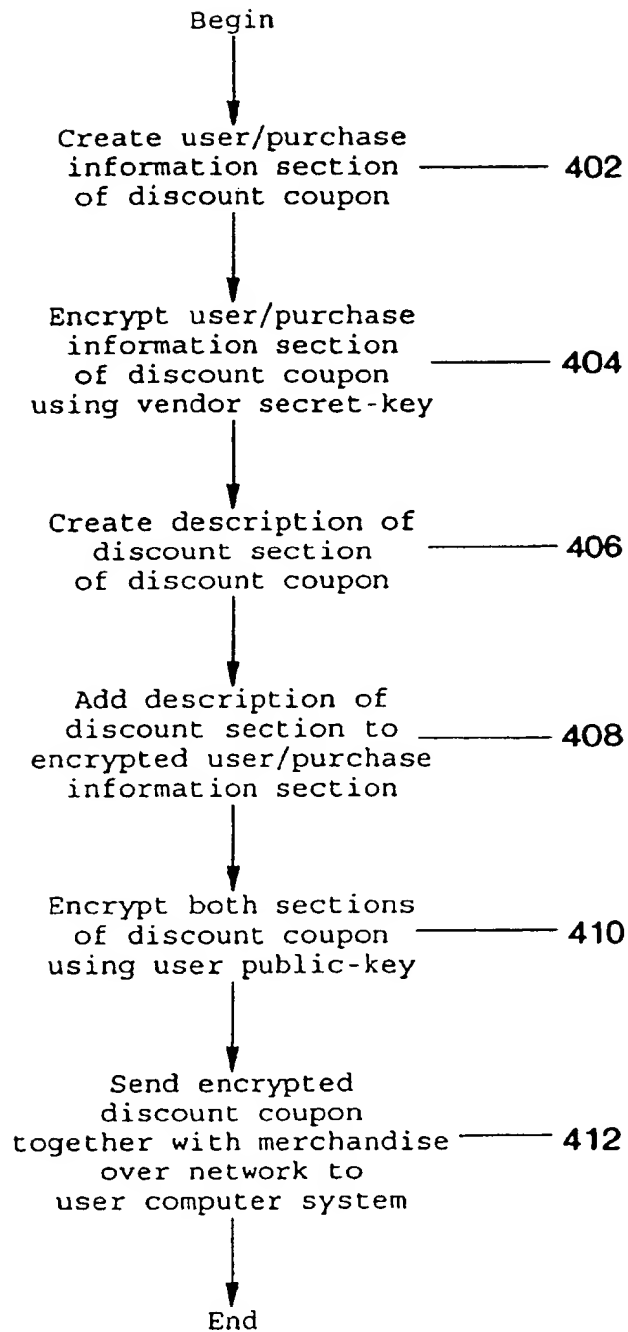 Begin
Create user/purchase
information section
of discount coupon
402
Encrypt user/purchase
information section
of discount coupon
using vendor secret-key
404
Create description of
discount section
of discount coupon
406
Add description of
discount section to
encrypted user/purchase
information section
408
Encrypt both sections
of discount coupon
using user public-key
410
Send encrypted
discount coupon
together with merchandise
over network to
user computer system
412
End